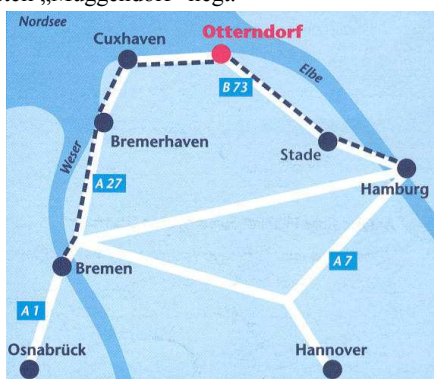 Nordsee
Cuxhaven
Otterndorf
Elbe
B 73
Bremerhaven
Weser
Stade
A 27
Hamburg
Bremen
A 7
A 1
Osnabrück
Hannover